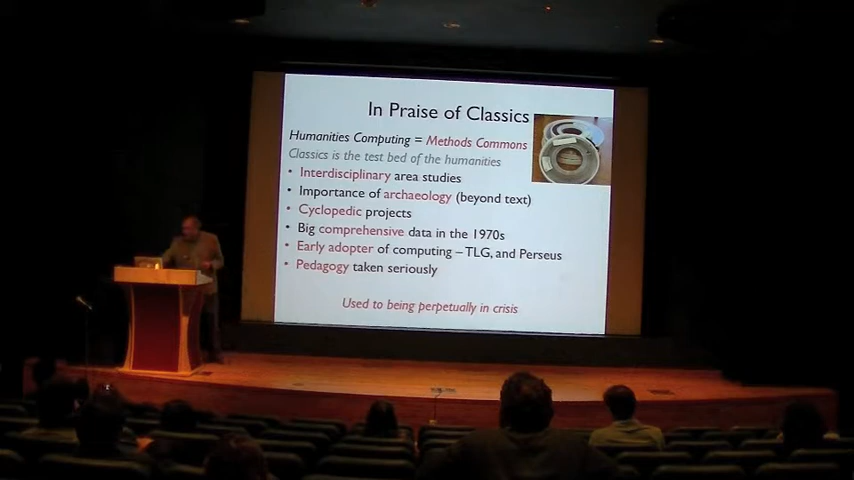 In Praise of Classics
Humanities Computing = Methods Commons
Classics is the test bed of the humanities
• Interdisciplinary area studies
• Importance of archaeology (beyond text)
• Cyclopedic projects
• Big comprehensive data in the 1970s
• Early adopter of computing – TLG, and Perseus
• Pedagogy taken seriously
Used to being perpetually in crisis